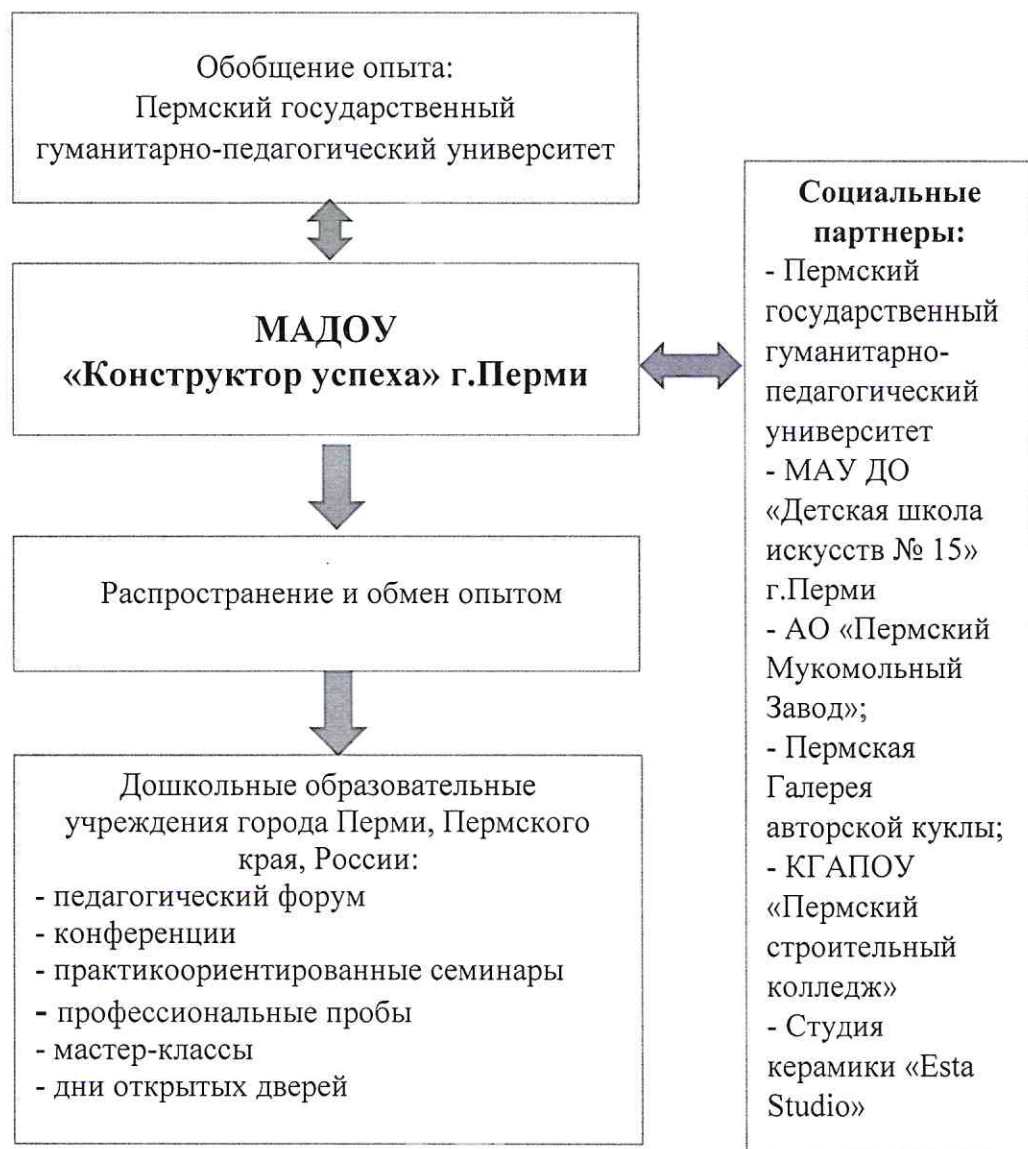 Обобщение опыта:
Пермский государственный
гуманитарно-педагогический университет
МАДОУ
«Конструктор успеха» г.Перми
Распространение и обмен опытом
Дошкольные образовательные
учреждения города Перми, Пермского
края, России:
- педагогический форум
- конференции
- практикоориентированные семинары
- профессиональные пробы
- мастер-классы
- дни открытых дверей
Социальные
партнеры:
- Пермский
государственный
гуманитарно-
педагогический
университет
- МАУ ДО
«Детская школа
искусств № 15»
г.Перми
- АО «Пермский
Мукомольный
Завод»;
- Пермская
Галерея
авторской куклы;
- КГАПОУ
«Пермский
строительный
колледж»
- Студия
керамики «Esta
Studio»